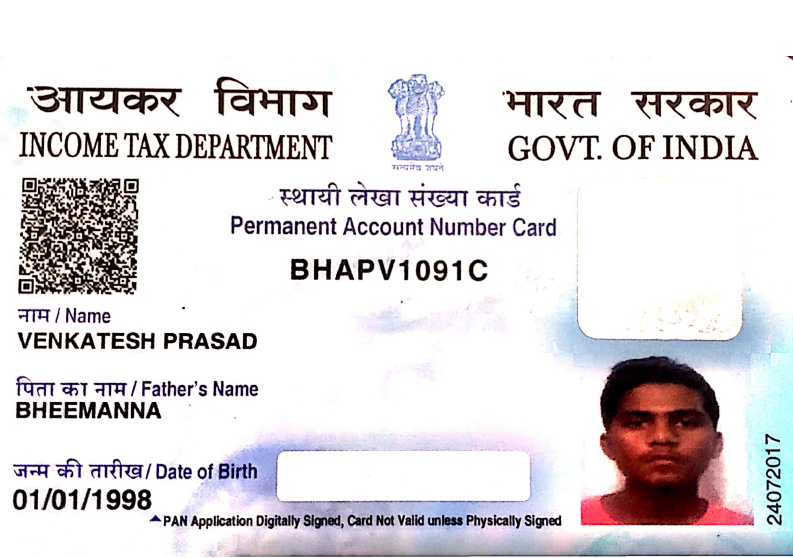 आयकर विभाग
INCOME TAX DEPARTMENT
सत्यमेव जयते
भारत सरकार
GOVT. OF INDIA
स्थायी लेखा संख्या कार्ड
Permanent Account Number Card
BHAPV1091C
नाम / Name
VENKATESH PRASAD
पिता का नाम / Father's Name
BHEEMANNA
जन्म की तारीख / Date of Birth
01/01/1998
PAN Application Digitally Signed, Card Not Valid unless Physically Signed
24072017